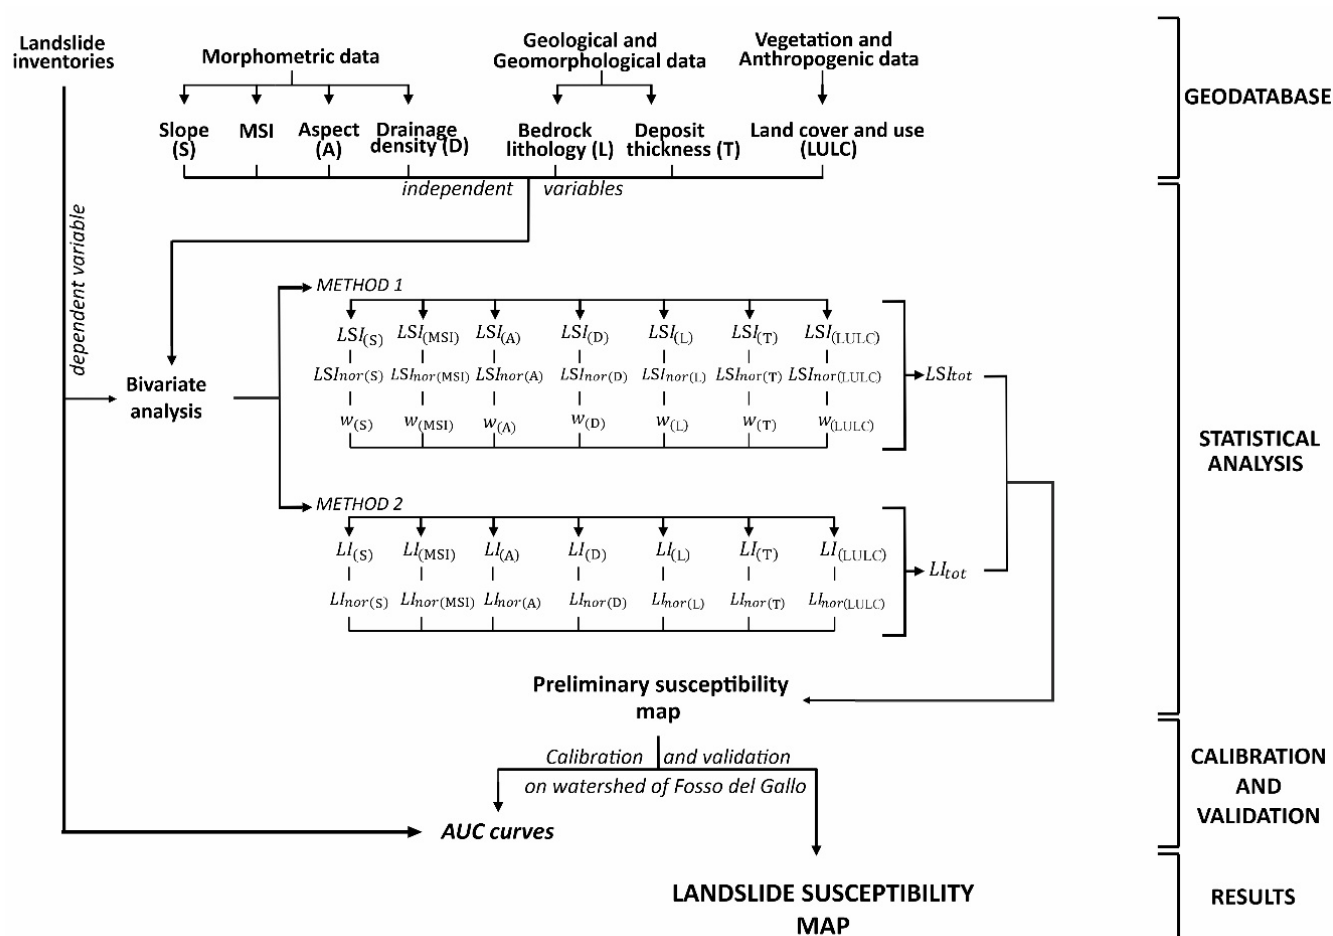 Landslide
inventories
Morphometric data
Geological and
Geomorphological data
Vegetation and
Anthropogenic data
GEODATABASE
Slope
(S)
MSI
Aspect
(A)
Drainage
density (D)
Bedrock
lithology (L)
Deposit
thickness (T)
Land cover and use
(LULC)
independent variables
dependent variable
Bivariate
analysis
METHOD 1
LSI(S) LSI(MSI) LSI(A) LSI(D) LSI(L) LSI(T) LSI(LULC)
LSInor(S) LSInor(MSI) LSInor(A) LSInor(D) LSInor(L) LSInor(T) LSInor(LULC)
w(S) w(MSI) w(A) w(D) w(L) w(T) w(LULC)
LSItot
STATISTICAL
ANALYSIS
METHOD 2
LI(S) LI(MSI) LI(A) LI(D) LI(L) LI(T) LI(LULC)
LInor(S) LInor(MSI) LInor(A) LInor(D) LInor(L) LInor(T) LInor(LULC)
LItot
Preliminary susceptibility
map
Calibration and validation
on watershed of Fosso del Gallo
AUC curves
CALIBRATION
AND
VALIDATION
LANDSLIDE SUSCEPTIBILITY
MAP
RESULTS